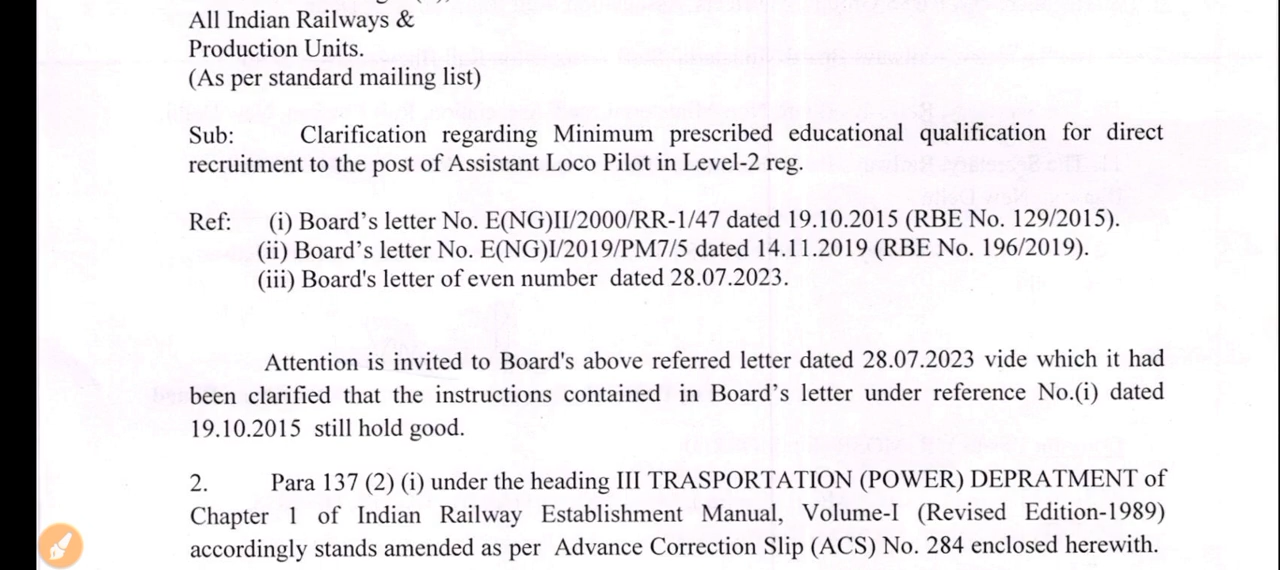 All Indian Railways &
Production Units.
(As per standard mailing list)
Sub: Clarification regarding Minimum prescribed educational qualification for direct
recruitment to the post of Assistant Loco Pilot in Level-2 reg.
Ref: (i) Board's letter No. E(NG)II/2000/RR-1/47 dated 19.10.2015 (RBE No. 129/2015).
(ii) Board's letter No. E(NG)I/2019/PM7/5 dated 14.11.2019 (RBE No. 196/2019).
(iii) Board's letter of even number dated 28.07.2023.
Attention is invited to Board's above referred letter dated 28.07.2023 vide which it had
been clarified that the instructions contained in Board's letter under reference No.(i) dated
19.10.2015 still hold good.
2. Para 137 (2) (i) under the heading III TRASPORTATION (POWER) DEPRATMENT of
Chapter 1 of Indian Railway Establishment Manual, Volume-I (Revised Edition-1989)
accordingly stands amended as per Advance Correction Slip (ACS) No. 284 enclosed herewith.